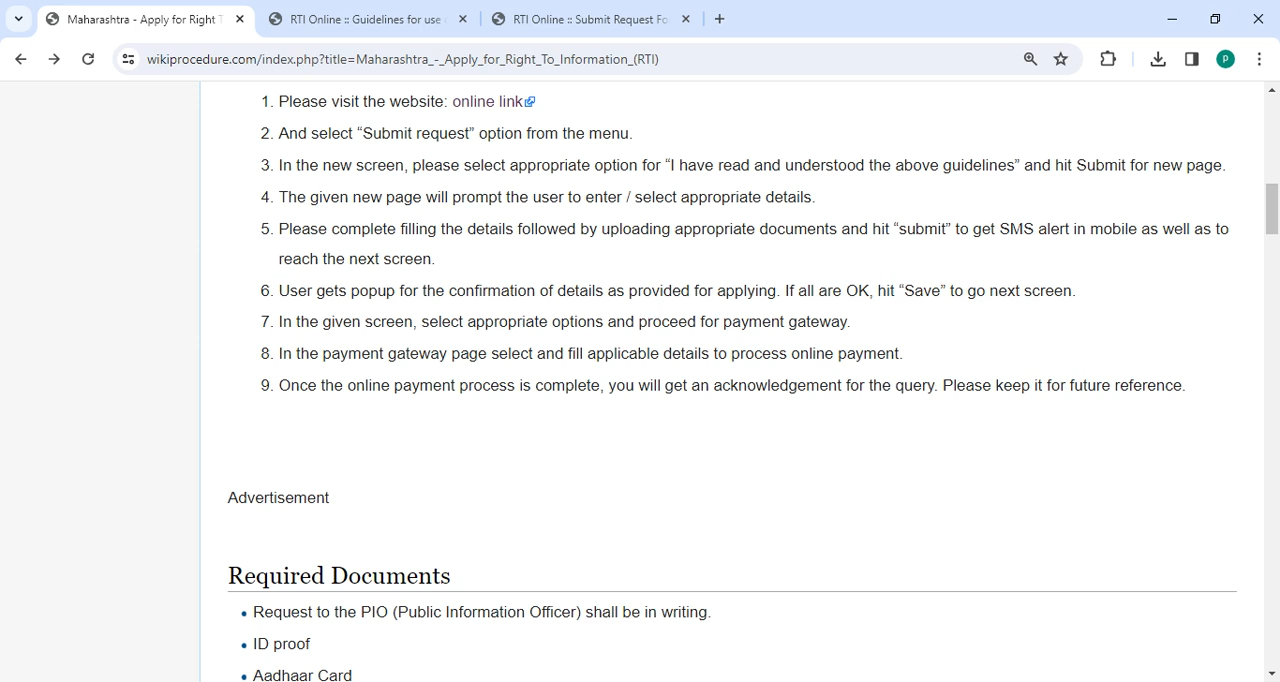 Maharashtra - Apply for Right T
RTI Online :: Guidelines for use
RTI Online :: Submit Request Fo
wikiprocedure.com/index.php?title=Maharashtra_-_Apply_for_Right_To_Information_(RTI)
P
1. Please visit the website: online link
2. And select “Submit request” option from the menu.
3. In the new screen, please select appropriate option for “I have read and understood the above guidelines” and hit Submit for new page.
4. The given new page will prompt the user to enter / select appropriate details.
5. Please complete filling the details followed by uploading appropriate documents and hit “submit” to get SMS alert in mobile as well as to
reach the next screen.
6. User gets popup for the confirmation of details as provided for applying. If all are OK, hit “Save” to go next screen.
7. In the given screen, select appropriate options and proceed for payment gateway.
8. In the payment gateway page select and fill applicable details to process online payment.
9. Once the online payment process is complete, you will get an acknowledgement for the query. Please keep it for future reference.
Advertisement
Required Documents
• Request to the PIO (Public Information Officer) shall be in writing.
• ID proof
• Aadhaar Card